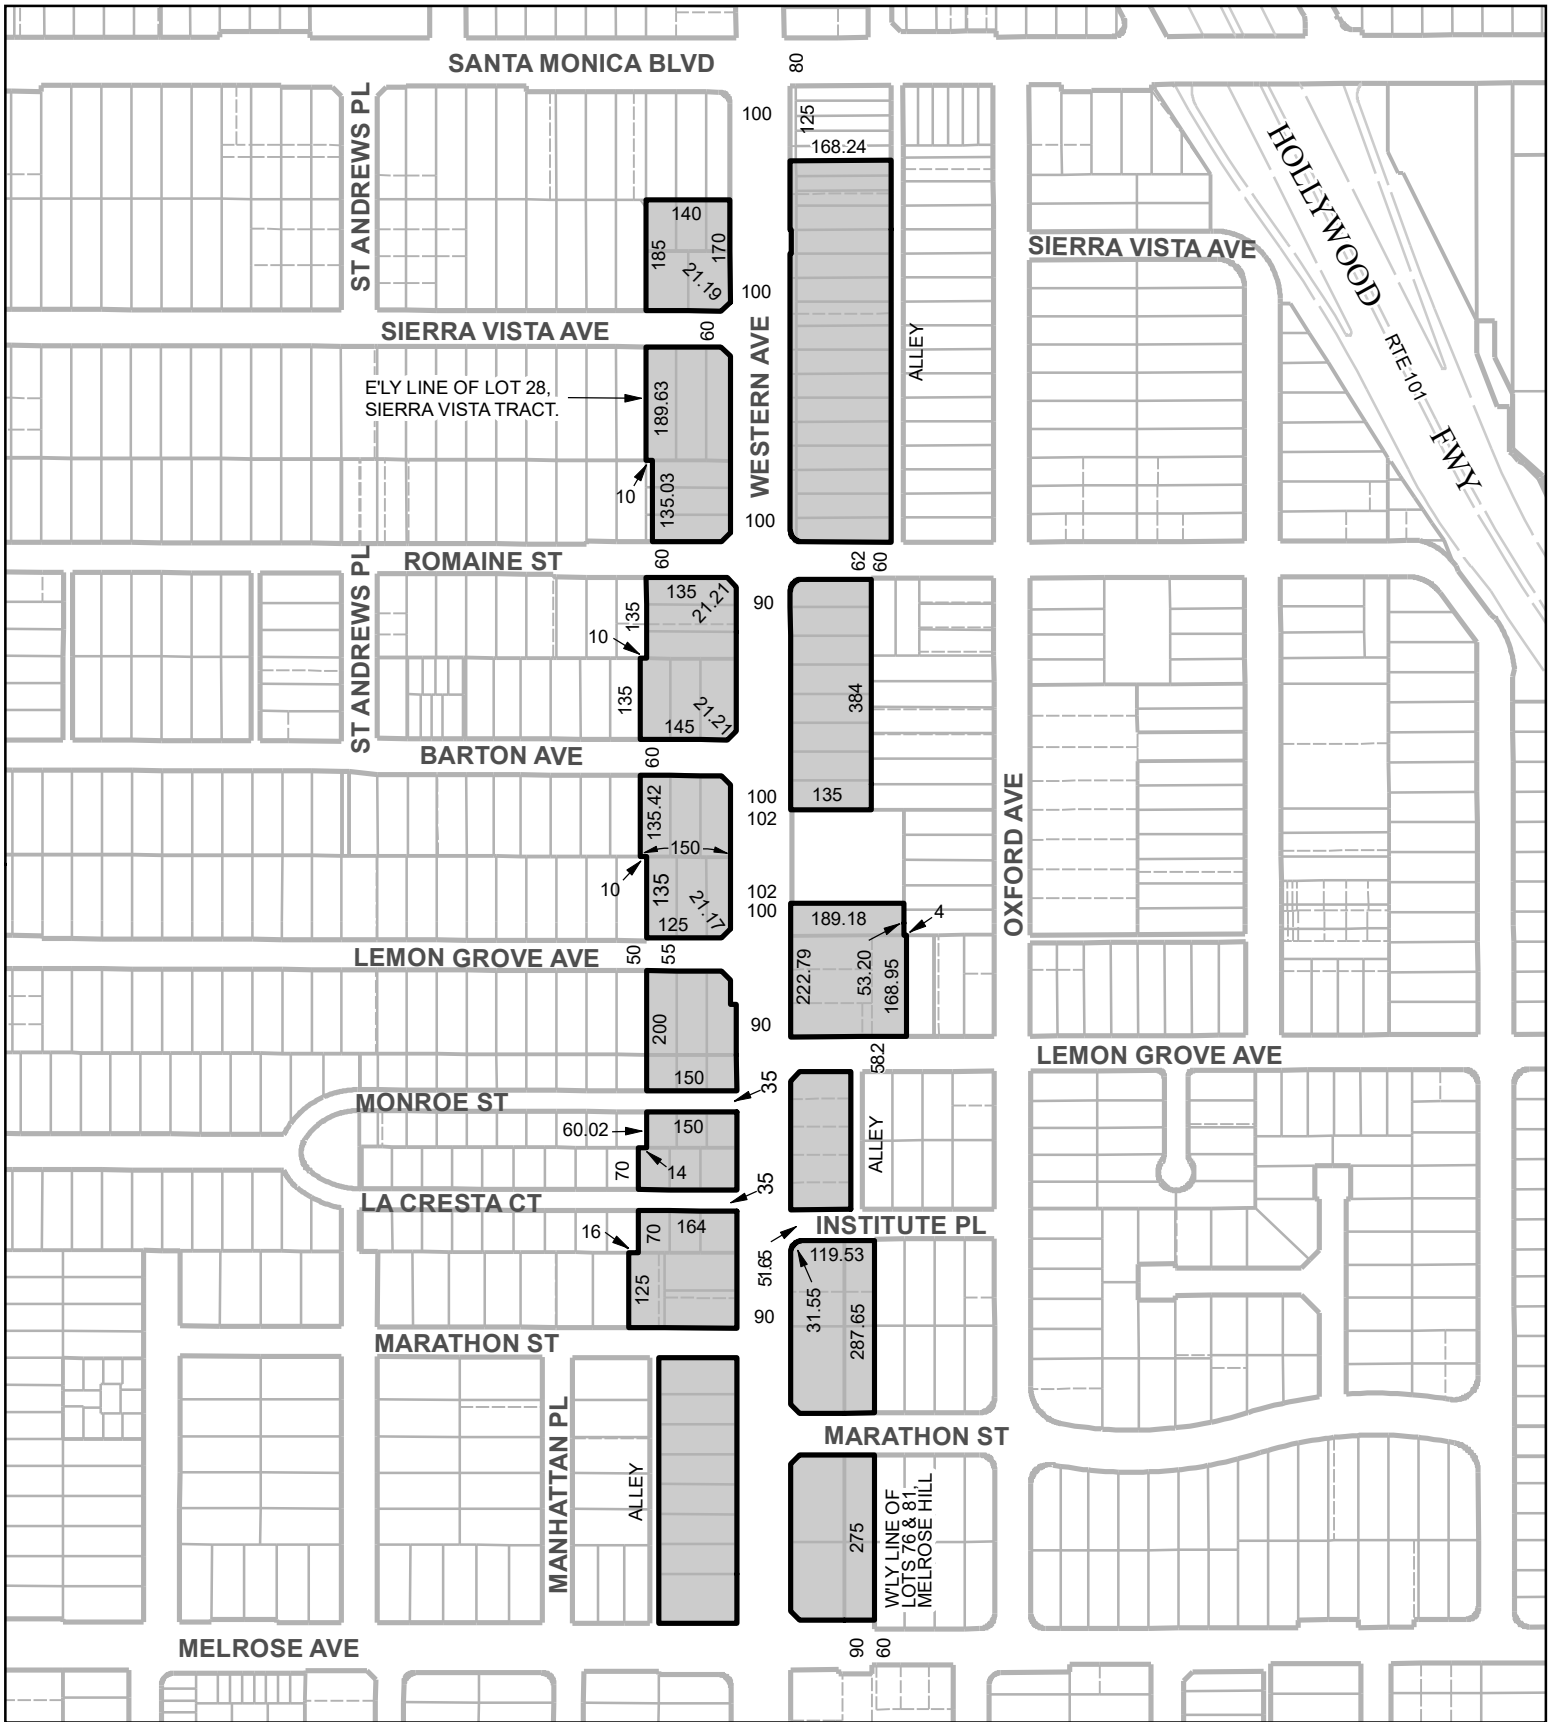 SANTA MONICA BLVD
80
ST ANDREWS PL
100
125
168.24
HOLLYWOOD
RTE 101
FWY
140
185
170
21.19
100
SIERRA VISTA AVE
SIERRA VISTA AVE
60
WESTERN AVE
ALLEY
E'LY LINE OF LOT 28,
SIERRA VISTA TRACT.
189.63
10
135.03
100
ROMAINE ST
60
62
60
ST ANDREWS PL
135
135
21.21
90
10
135
145
21.21
384
BARTON AVE
60
135
135.42
100
102
OXFORD AVE
150
10
135
21.17
125
102
100
189.18
4
LEMON GROVE AVE
50
55
222.79
53.20
168.95
200
90
150
582
LEMON GROVE AVE
MONROE ST
35
60.02
150
ALLEY
70
14
35
LA CRESTA CT
INSTITUTE PL
16
70
164
51.65
119.53
125
31.55
287.65
90
MARATHON ST
MANHATTAN PL
ALLEY
MARATHON ST
275
W'LY LINE OF
LOTS 76 & 81,
MELROSE HILL
MELROSE AVE
90
60